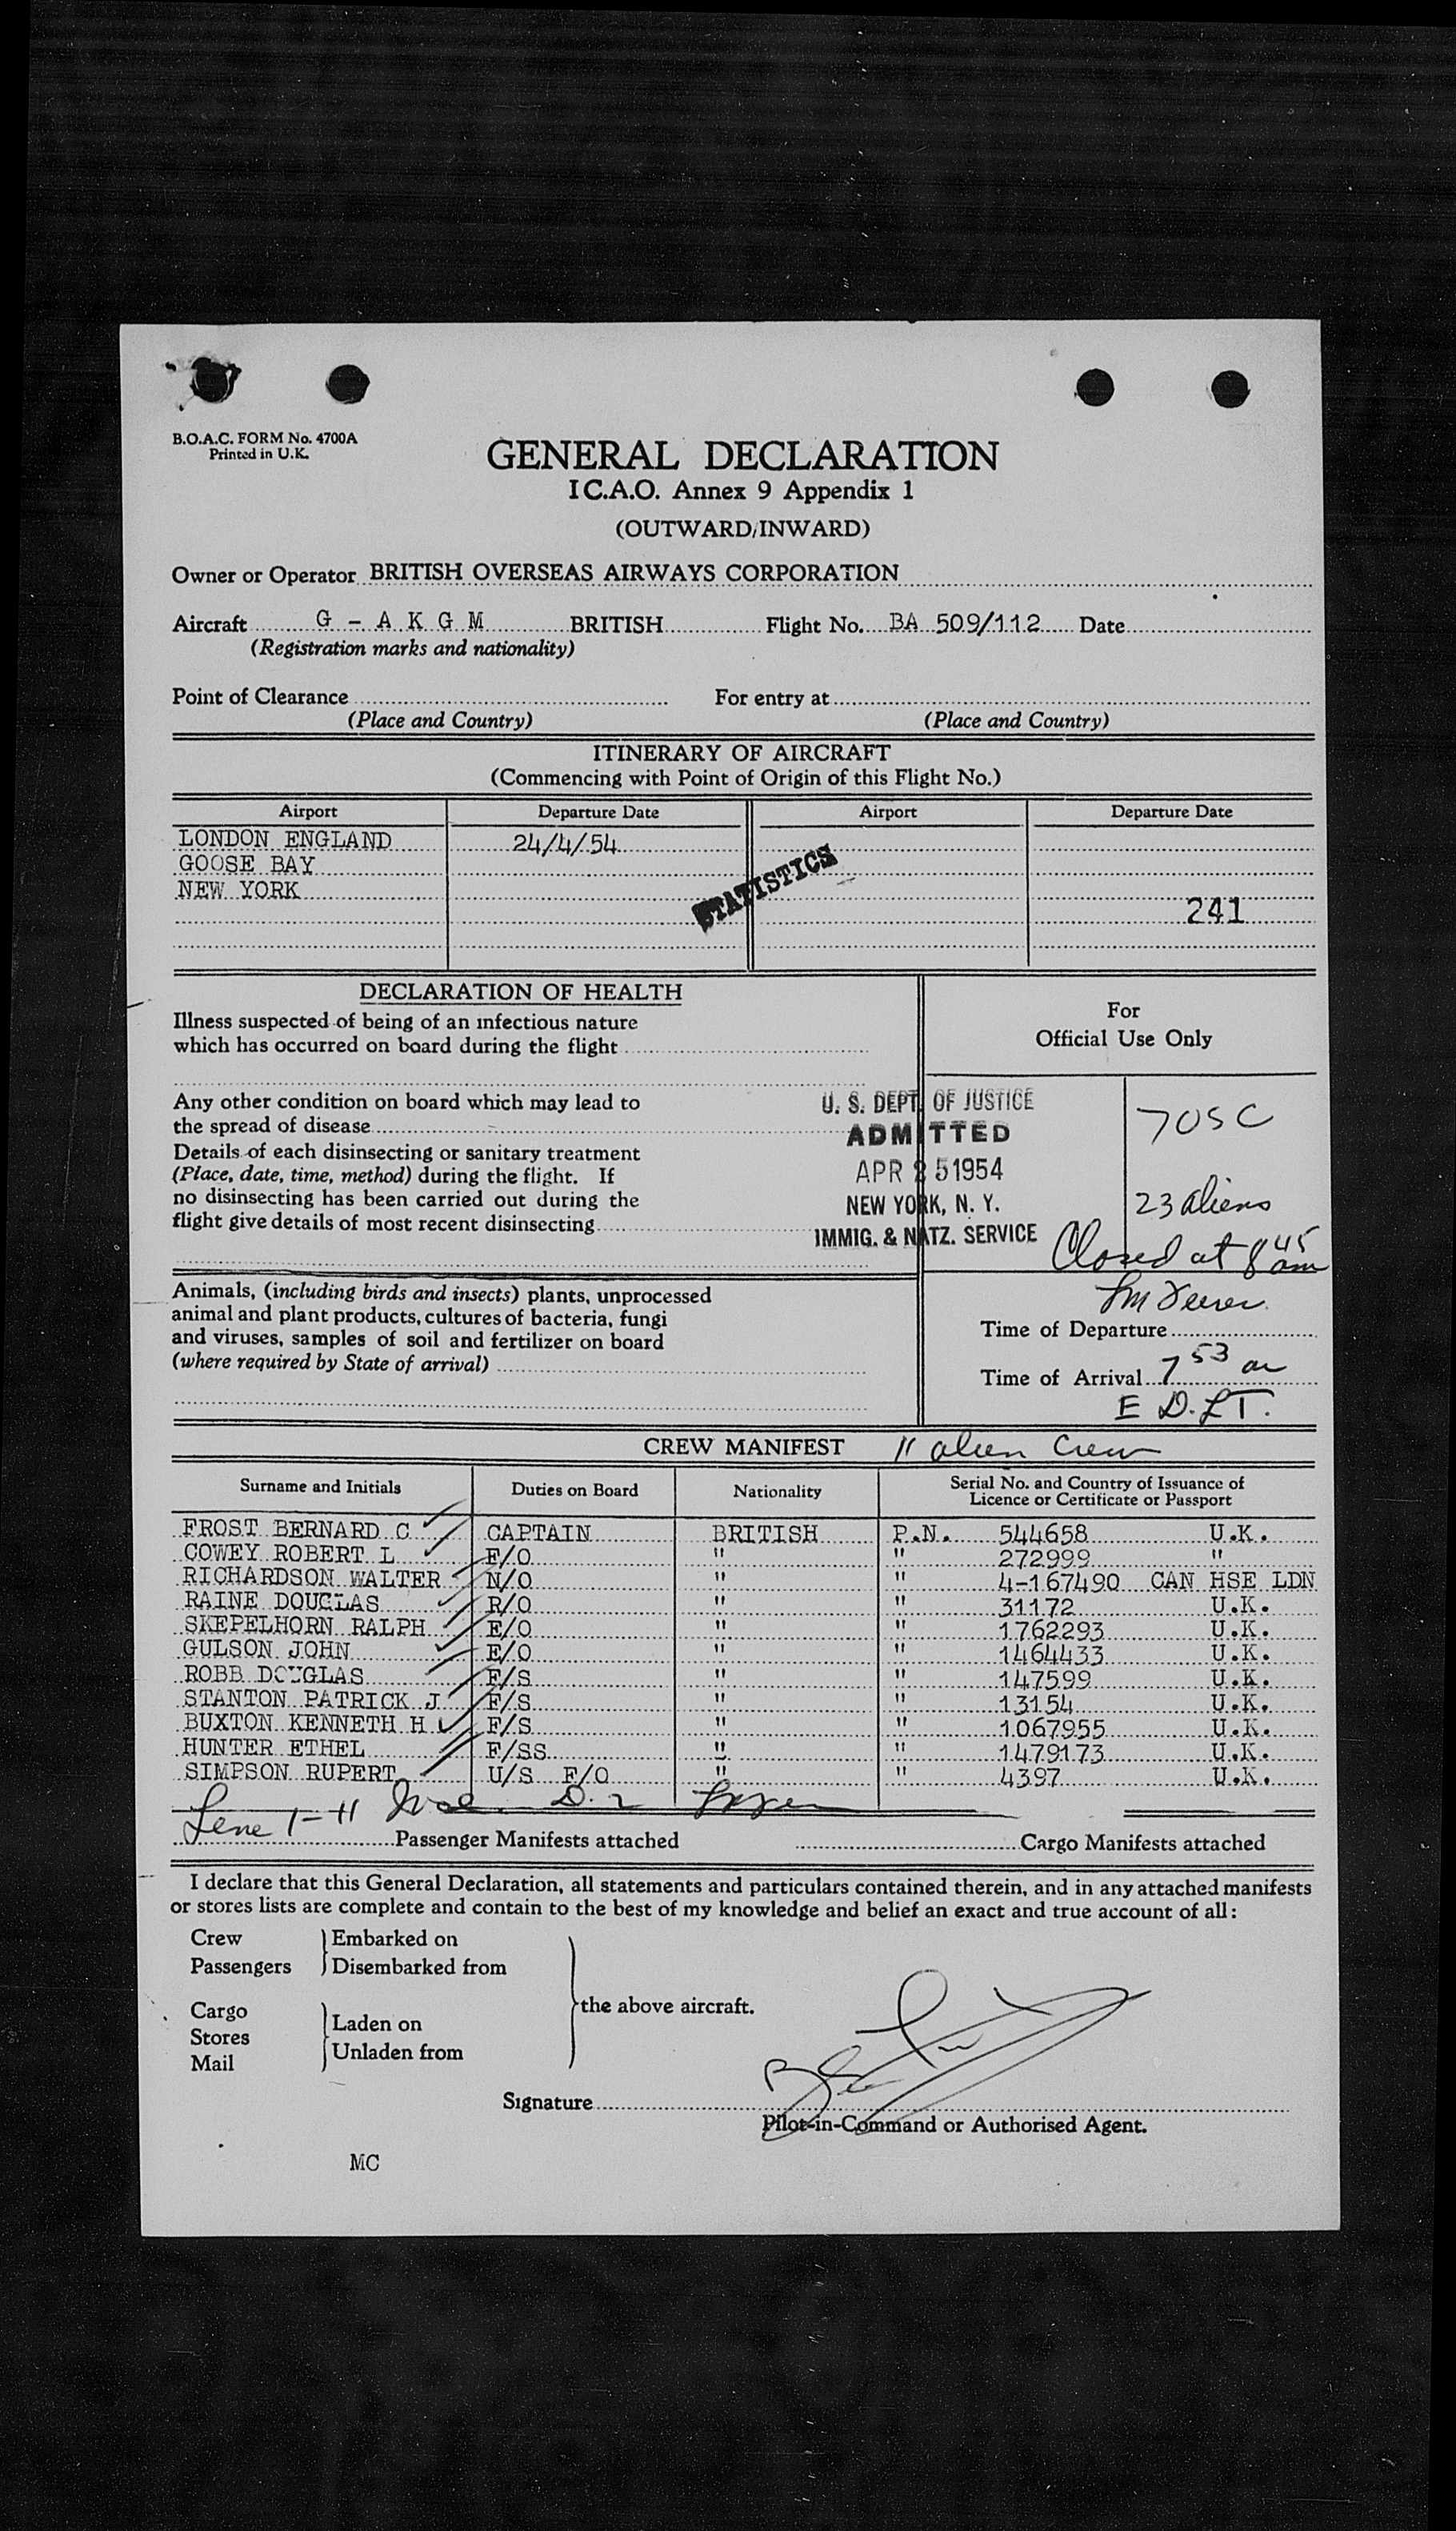 B.O.A.C. FORM No. 4700A
Printed in U.K.
GENERAL DECLARATION
I C.A.O. Annex 9 Appendix 1
(OUTWARD/INWARD)
Owner or Operator BRITISH OVERSEAS AIRWAYS CORPORATION
Aircraft G - A K G M BRITISH Flight No. BA 509/112 Date
(Registration marks and nationality)
Point of Clearance For entry at
(Place and Country) (Place and Country)
ITINERARY OF AIRCRAFT
(Commencing with Point of Origin of this Flight No.)
Airport Departure Date Airport Departure Date
LONDON ENGLAND 24/4/54
GOOSE BAY
STATISTICS
NEW YORK
241
DECLARATION OF HEALTH
Illness suspected of being of an infectious nature
which has occurred on board during the flight
For
Official Use Only
Any other condition on board which may lead to
the spread of disease
Details of each disinsecting or sanitary treatment
(Place, date, time, method) during the flight. If
no disinsecting has been carried out during the
flight give details of most recent disinsecting
U. S. DEPT. OF JUSTICE
ADMITTED
APR 25 1954
NEW YORK, N. Y.
IMMIG. & NATZ. SERVICE
23 aliens
Closed at 8 45 am
Animals, (including birds and insects) plants, unprocessed
animal and plant products, cultures of bacteria, fungi
and viruses, samples of soil and fertilizer on board
(where required by State of arrival)
Time of Departure
Time of Arrival 7 53 am
CREW MANIFEST 11 alien Crew
Surname and Initials Duties on Board Nationality Serial No. and Country of Issuance of
Licence or Certificate or Passport
FROST BERNARD C CAPTAIN BRITISH P.N. 544658 U.K.
COWEY ROBERT L F/O " " 272999 "
RICHARDSON WALTER N/O " " 4-167490 CAN HSE LDN
RAINE DOUGLAS R/O " " 31172 U.K.
SKEPELHORN RALPH E/O " " 1762293 U.K.
GULSON JOHN E/O " " 1464433 U.K.
ROBB DOUGLAS F/S " " 147599 U.K.
STANTON PATRICK J F/S " " 13154 U.K.
BUXTON KENNETH H F/S " " 1067955 U.K.
HUNTER ETHEL F/SS " " 1479173 U.K.
SIMPSON RUPERT U/S F/O " " 4397 U.K.
Line 1-11
Passenger Manifests attached Cargo Manifests attached
I declare that this General Declaration, all statements and particulars contained therein, and in any attached manifests
or stores lists are complete and contain to the best of my knowledge and belief an exact and true account of all:
Crew Embarked on
Passengers Disembarked from
the above aircraft.
Cargo Laden on
Stores
Mail Unladen from
Signature
Pilot-in-Command or Authorised Agent.
MC